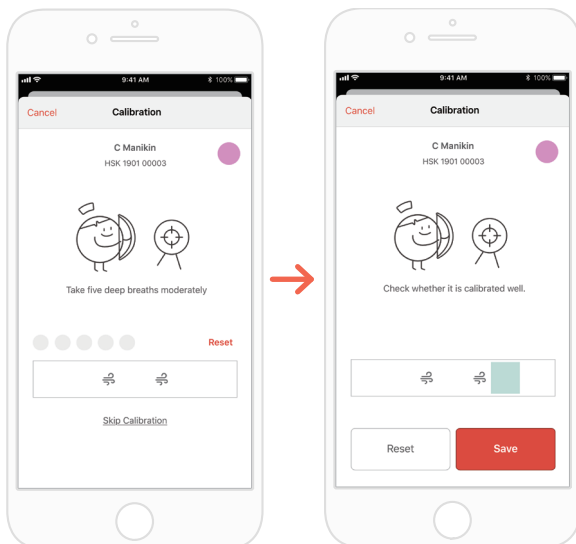 9:41 AM
100%
Cancel
Calibration
C Manikin
HSK 1901 00003
Take five deep breaths moderately
Reset
Skip Calibration
9:41 AM
100%
Cancel
Calibration
C Manikin
HSK 1901 00003
Check whether it is calibrated well.
Reset
Save